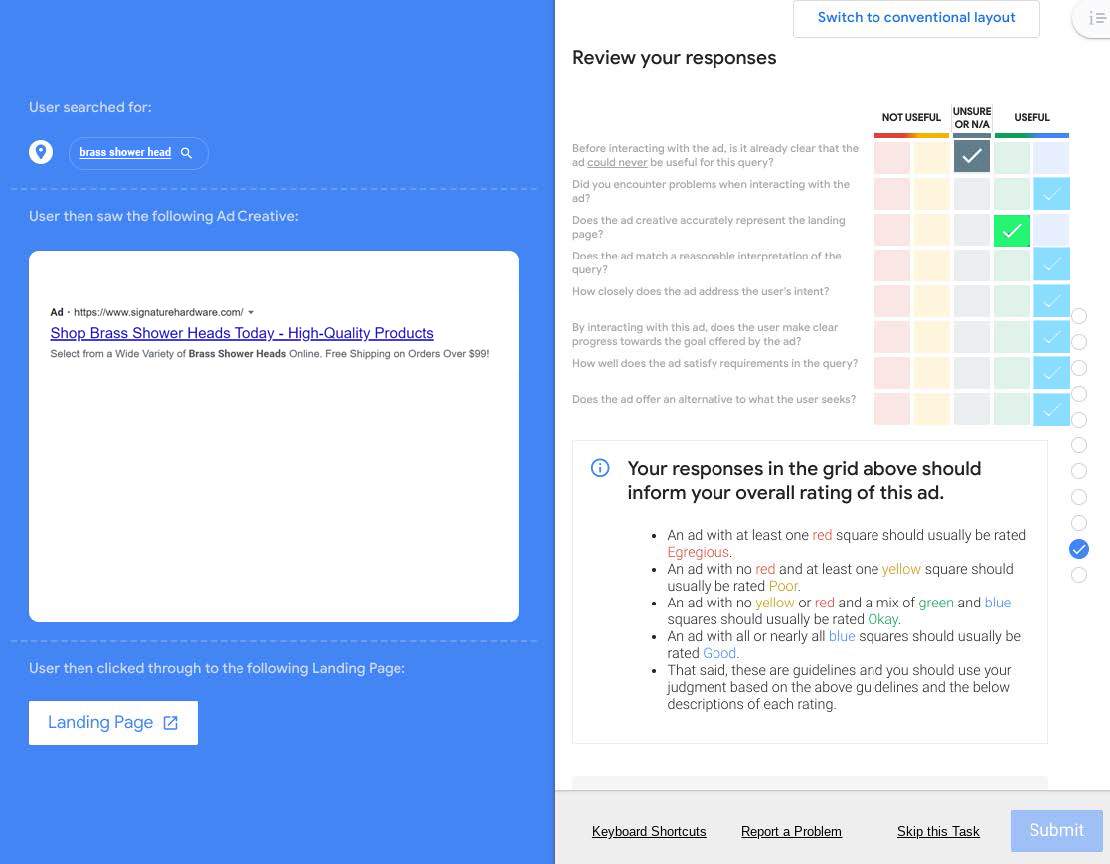 User searched for:
brass shower head
User then saw the following Ad Creative:
Ad · https://www.signaturehardware.com/
Shop Brass Shower Heads Today - High-Quality Products
Select from a Wide Variety of Brass Shower Heads Online. Free Shipping on Orders Over $99!
User then clicked through to the following Landing Page:
Landing Page
Switch to conventional layout
Review your responses
NOT USEFUL
UNSURE
OR N/A
USEFUL
Before interacting with the ad, is it already clear that the
ad could never be useful for this query?
Did you encounter problems when interacting with the
ad?
Does the ad creative accurately represent the landing
page?
Does the ad match a reasonable interpretation of the
query?
How closely does the ad address the user's intent?
By interacting with this ad, does the user make clear
progress towards the goal offered by the ad?
How well does the ad satisfy requirements in the query?
Does the ad offer an alternative to what the user seeks?
Your responses in the grid above should
inform your overall rating of this ad.
• An ad with at least one red square should usually be rated
Egregious.
• An ad with no red and at least one yellow square should
usually be rated Poor.
• An ad with no yellow or red and a mix of green and blue
squares should usually be rated Okay.
• An ad with all or nearly all blue squares should usually be
rated Good.
• That said, these are guidelines and you should use your
judgment based on the above guidelines and the below
descriptions of each rating.
Keyboard Shortcuts
Report a Problem
Skip this Task
Submit